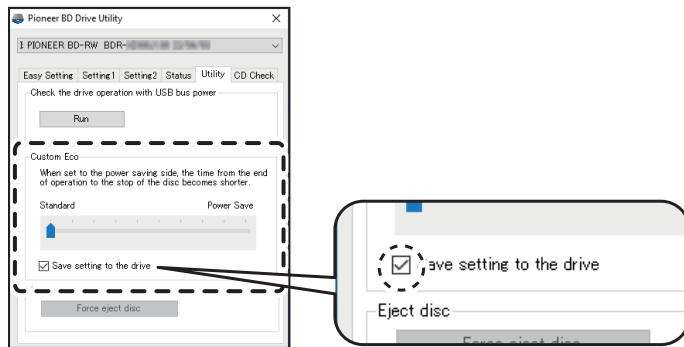 Pioneer BD Drive Utility
1 PIONEER BD-RW BDR-
Easy Setting Setting1 Setting2 Status Utility CD Check
Check the drive operation with USB bus power
Run
Custom Eco
When set to the power saving side, the time from the end
of operation to the stop of the disc becomes shorter.
Standard Power Save
Save setting to the drive
Force eject disc
ave setting to the drive
Eject disc
Force eject disc